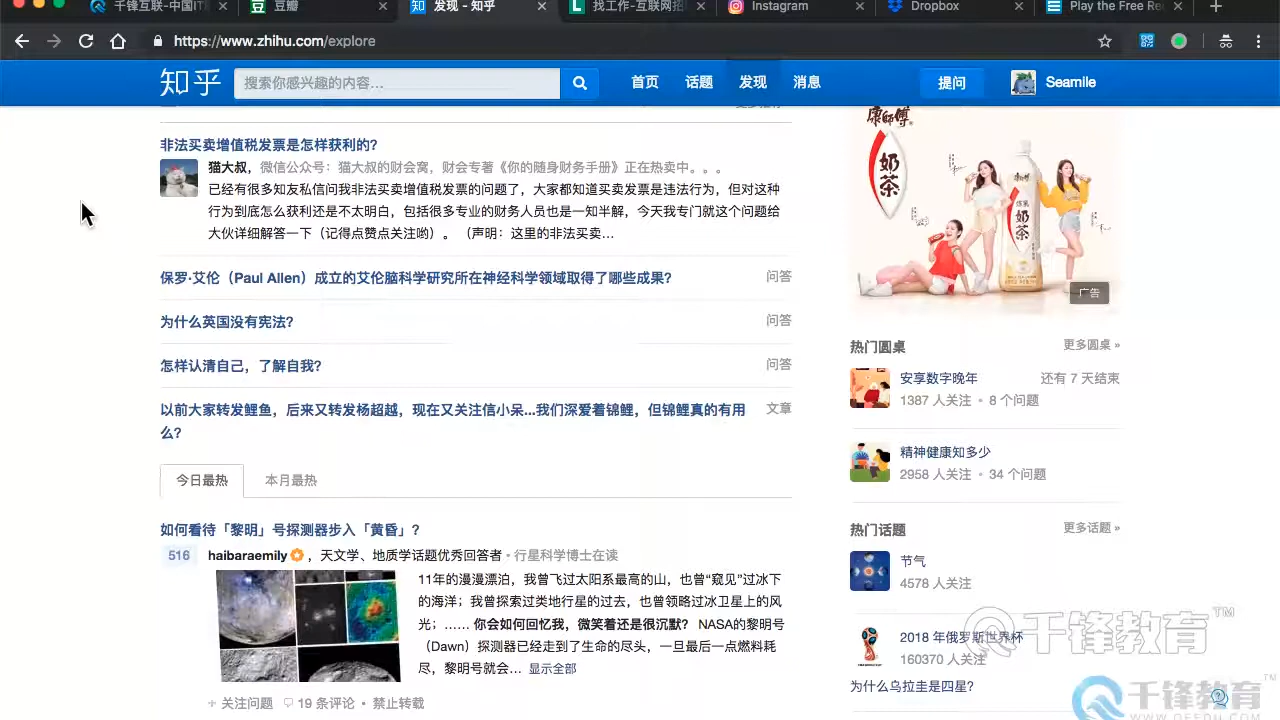 千锋互联-中国IT
豆瓣
发现 - 知乎
找工作-互联网招
Instagram
Dropbox
Play the Free Re
https://www.zhihu.com/explore
知乎
搜索你感兴趣的内容...
首页
话题
发现
消息
提问
Seamile
非法买卖增值税发票是怎样获利的?
猫大叔，微信公众号：猫大叔的财会窝，财会专著《你的随身财务手册》正在热卖中。。。
已经有很多知友私信问我非法买卖增值税发票的问题了，大家都知道买卖发票是违法行为，但对这种
行为到底怎么获利还是不太明白，包括很多专业的财务人员也是一知半解，今天我专门就这个问题给
大伙详细解答一下（记得点赞点关注哟）。（声明：这里的非法买卖...
保罗·艾伦（Paul Allen）成立的艾伦脑科学研究所在神经科学领域取得了哪些成果?
问答
为什么英国没有宪法?
问答
怎样认清自己，了解自我?
问答
以前大家转发鲤鱼，后来又转发杨超越，现在又关注信小呆...我们深爱着锦鲤，但锦鲤真的有用
么?
文章
今日最热
本月最热
如何看待「黎明」号探测器步入「黄昏」?
516
haibaraemily ，天文学、地质学话题优秀回答者 · 行星科学博士在读
11年的漫漫漂泊，我曾飞过太阳系最高的山，也曾“窥见”过冰下
的海洋；我曾探索过类地行星的过去，也曾领略过冰卫星上的风
光；…… 你会如何回忆我，微笑着还是很沉默？ NASA的黎明号
（Dawn）探测器已经走到了生命的尽头，一旦最后一点燃料耗
尽，黎明号就会... 显示全部
+ 关注问题
19 条评论 • 禁止转载
康师傅
奶茶
康师傅
奶茶
广告
热门圆桌
更多圆桌 »
安享数字晚年
还有 7 天结束
1387 人关注 • 8 个问题
精神健康知多少
2958 人关注 • 34 个问题
热门话题
更多话题 »
节气
4578 人关注
2018 年俄罗斯世界杯
160370 人关注
为什么乌拉圭是四星?
千锋教育 TM
千锋教育 TM